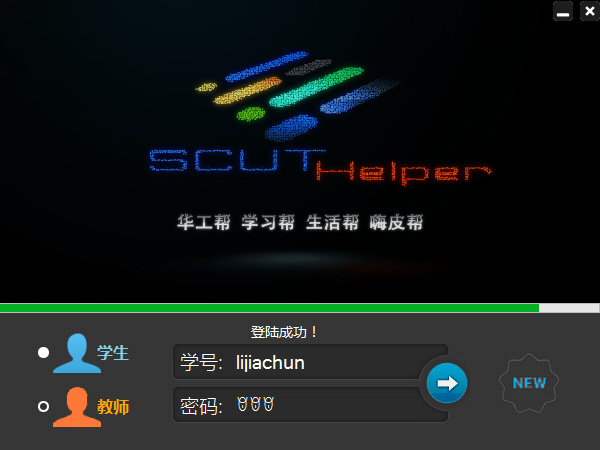 SCUT
Helper
华工帮 学习帮 生活帮 嗨皮帮
登陆成功！
学生
学号: lijiachun
NEW
教师
密码: